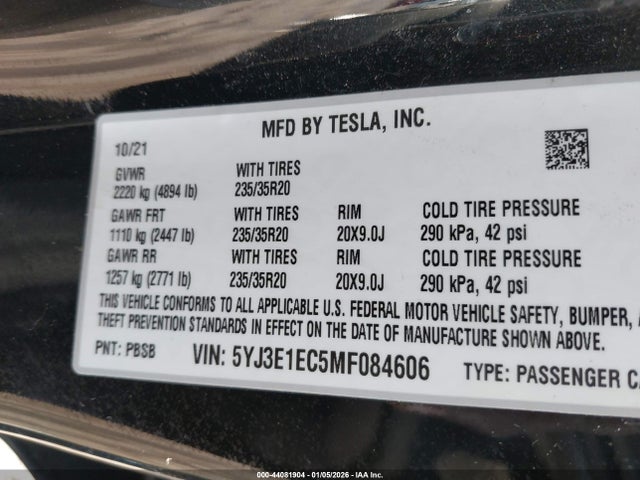 MFD BY TESLA, INC.
10/21
GVWR WITH TIRES
2220 kg (4894 lb) 235/35R20
GAWR FRT WITH TIRES RIM COLD TIRE PRESSURE
1110 kg (2447 lb) 235/35R20 20X9.0J 290 kPa, 42 psi
GAWR RR WITH TIRES RIM COLD TIRE PRESSURE
1257 kg (2771 lb) 235/35R20 20X9.0J 290 kPa, 42 psi
THIS VEHICLE CONFORMS TO ALL APPLICABLE U.S. FEDERAL MOTOR VEHICLE SAFETY, BUMPER,
THEFT PREVENTION STANDARDS IN EFFECT ON THE DATE OF MANUFACTURE SHOWN ABOVE.
PNT: PBSB VIN: 5YJ3E1EC5MF084606 TYPE: PASSENGER
000-44081904 - 01/05/2026 - IAA Inc.